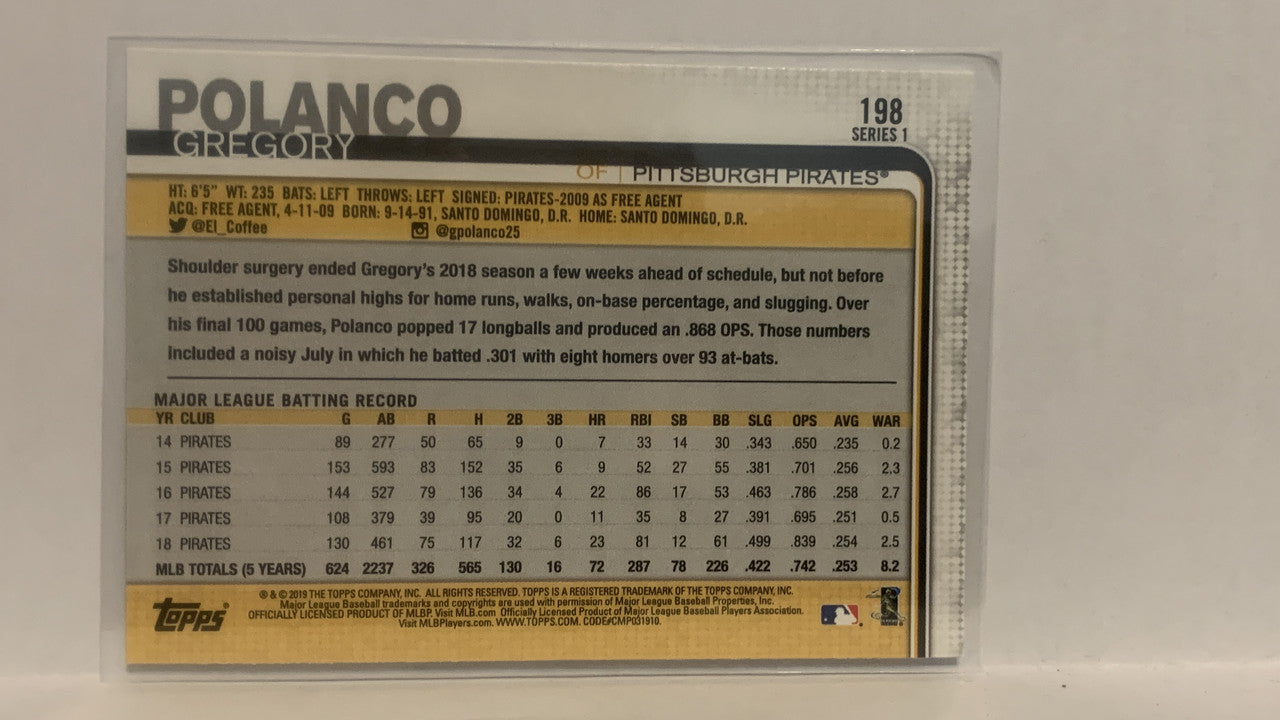 POLANCO
GREGORY
198
SERIES 1
OF | PITTSBURGH PIRATES®
HT: 6'5" WT: 235 BATS: LEFT THROWS: LEFT SIGNED: PIRATES-2009 AS FREE AGENT
ACQ: FREE AGENT, 4-11-09 BORN: 9-14-91, SANTO DOMINGO, D.R. HOME: SANTO DOMINGO, D.R.
@El_Coffee @gpolanco25
Shoulder surgery ended Gregory's 2018 season a few weeks ahead of schedule, but not before
he established personal highs for home runs, walks, on-base percentage, and slugging. Over
his final 100 games, Polanco popped 17 longballs and produced an .868 OPS. Those numbers
included a noisy July in which he batted .301 with eight homers over 93 at-bats.
MAJOR LEAGUE BATTING RECORD
YR CLUB G AB R H 2B 3B HR RBI SB BB SLG OPS AVG WAR
14 PIRATES 89 277 50 65 9 0 7 33 14 30 .343 .650 .235 0.2
15 PIRATES 153 593 83 152 35 6 9 52 27 55 .381 .701 .256 2.3
16 PIRATES 144 527 79 136 34 4 22 86 17 53 .463 .786 .258 2.7
17 PIRATES 108 379 39 95 20 0 11 35 8 27 .391 .695 .251 0.5
18 PIRATES 130 461 75 117 32 6 23 81 12 61 .499 .839 .254 2.5
MLB TOTALS (5 YEARS) 624 2237 326 565 130 16 72 287 78 226 .422 .742 .253 8.2
Topps®
® & © 2019 THE TOPPS COMPANY, INC. ALL RIGHTS RESERVED. TOPPS IS A REGISTERED TRADEMARK OF THE TOPPS COMPANY, INC.
Major League Baseball trademarks and copyrights are used with permission of Major League Baseball Properties, Inc.
OFFICIALLY LICENSED PRODUCT OF MLBP. Visit MLB.com Officially Licensed Product of Major League Baseball Players Association.
Visit MLBPlayers.com. WWW.TOPPS.COM. CODE#CMP031910.